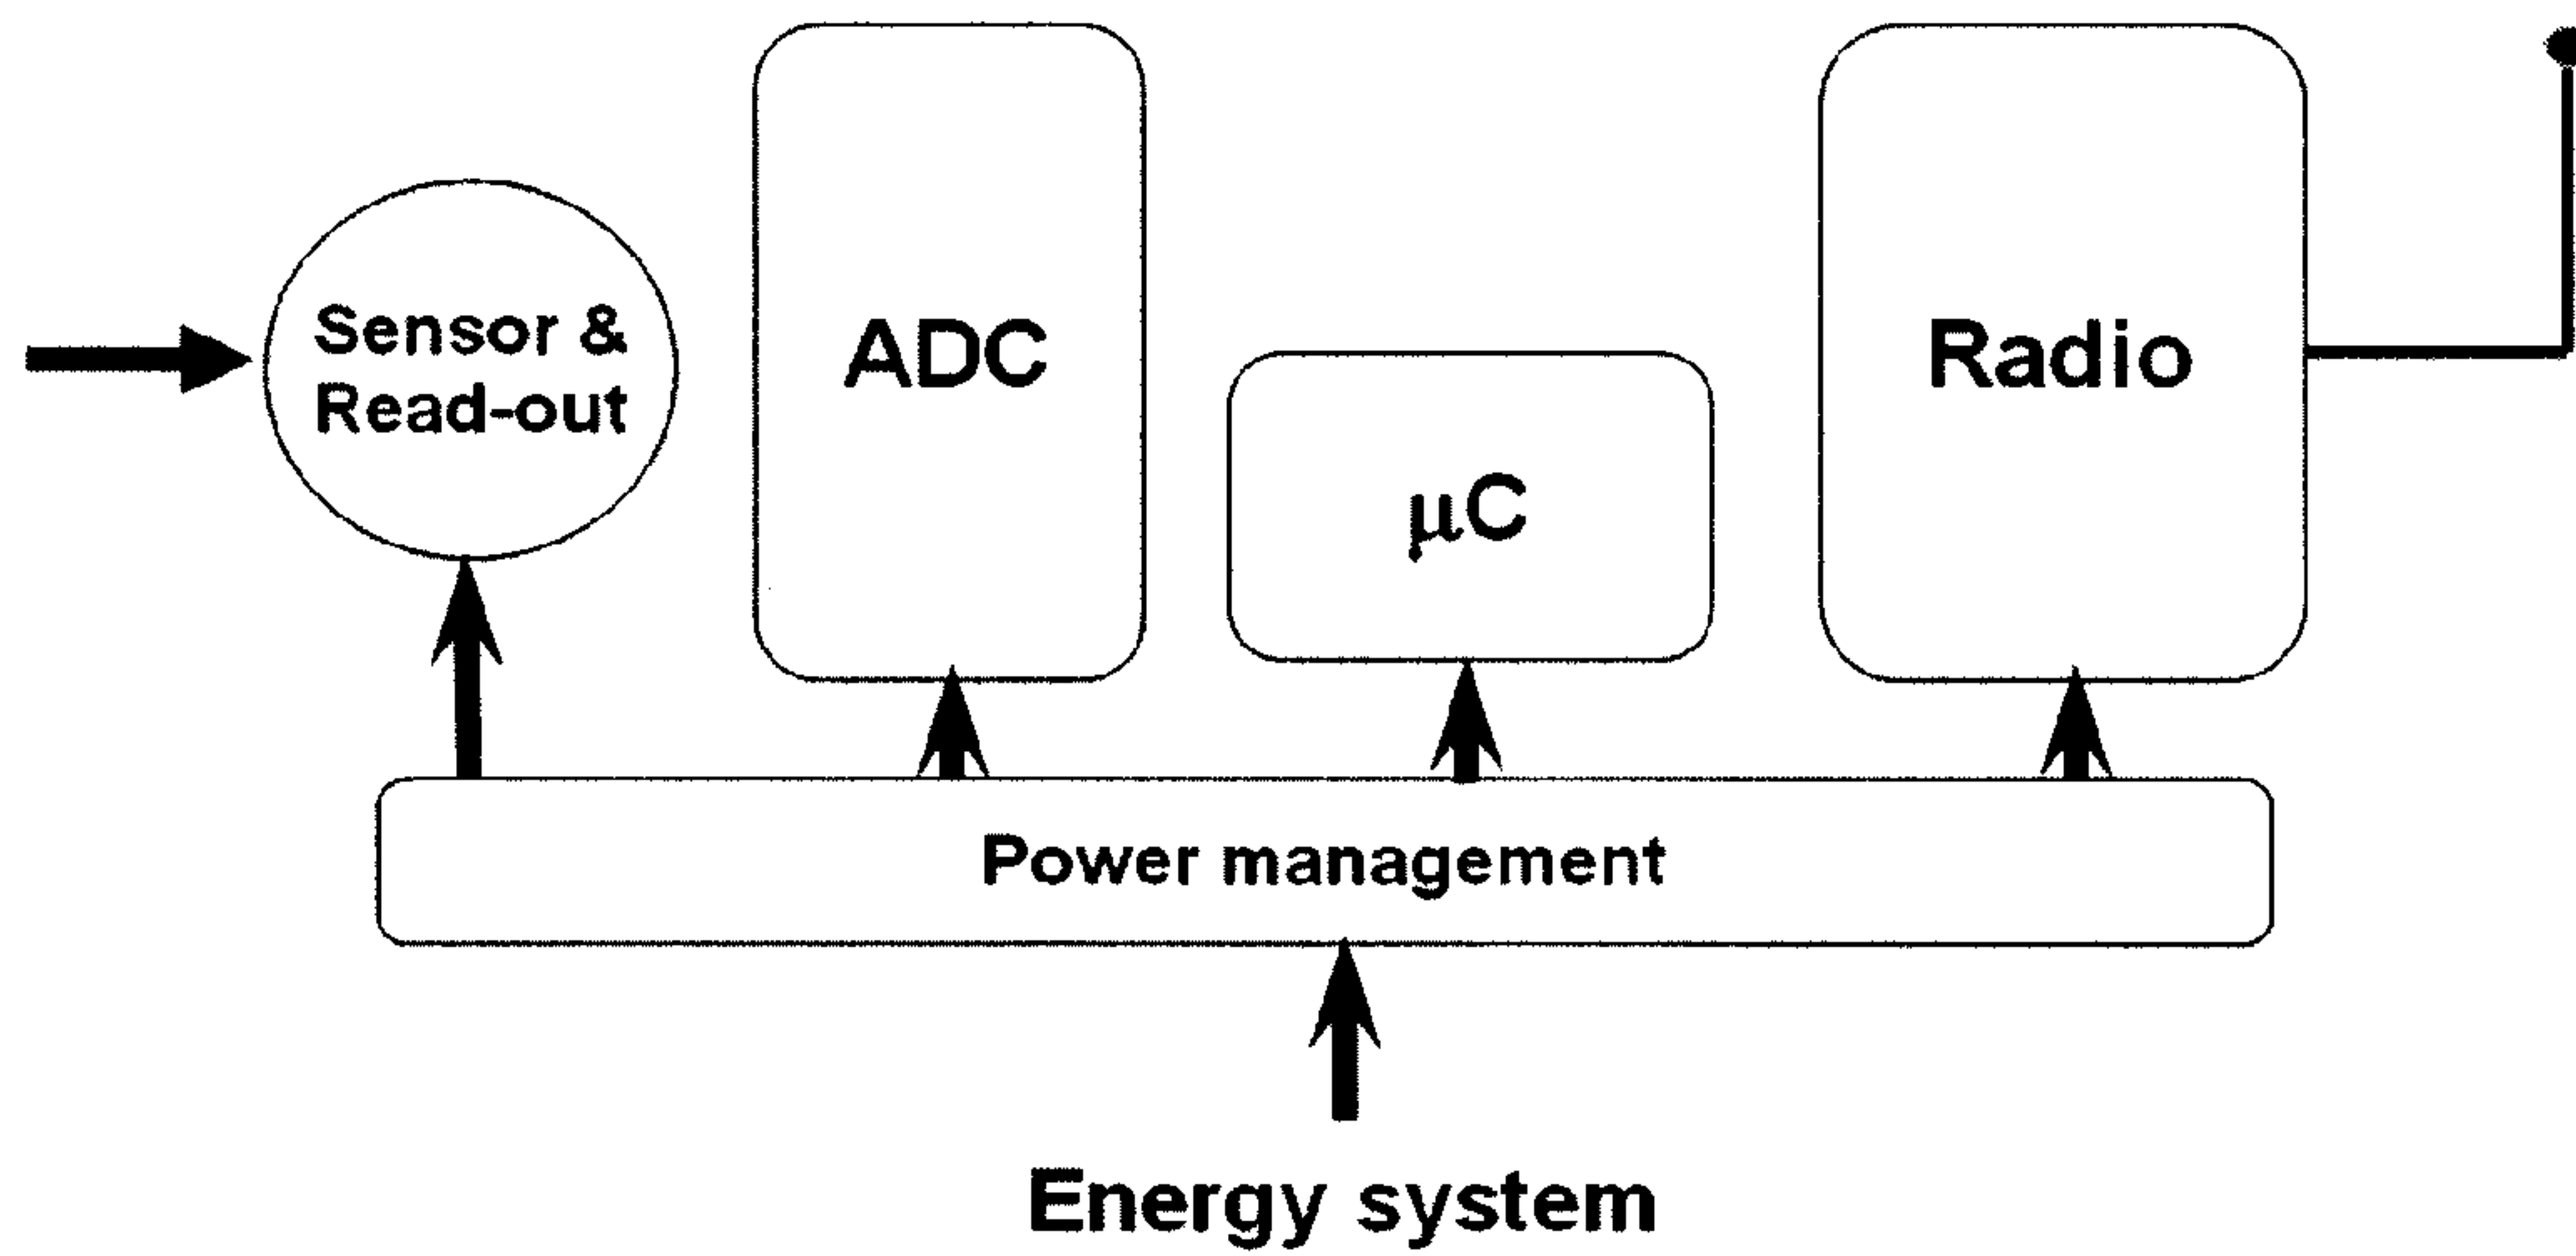 Sensor &
Read-out
ADC
μC
Radio
Power management
Energy system